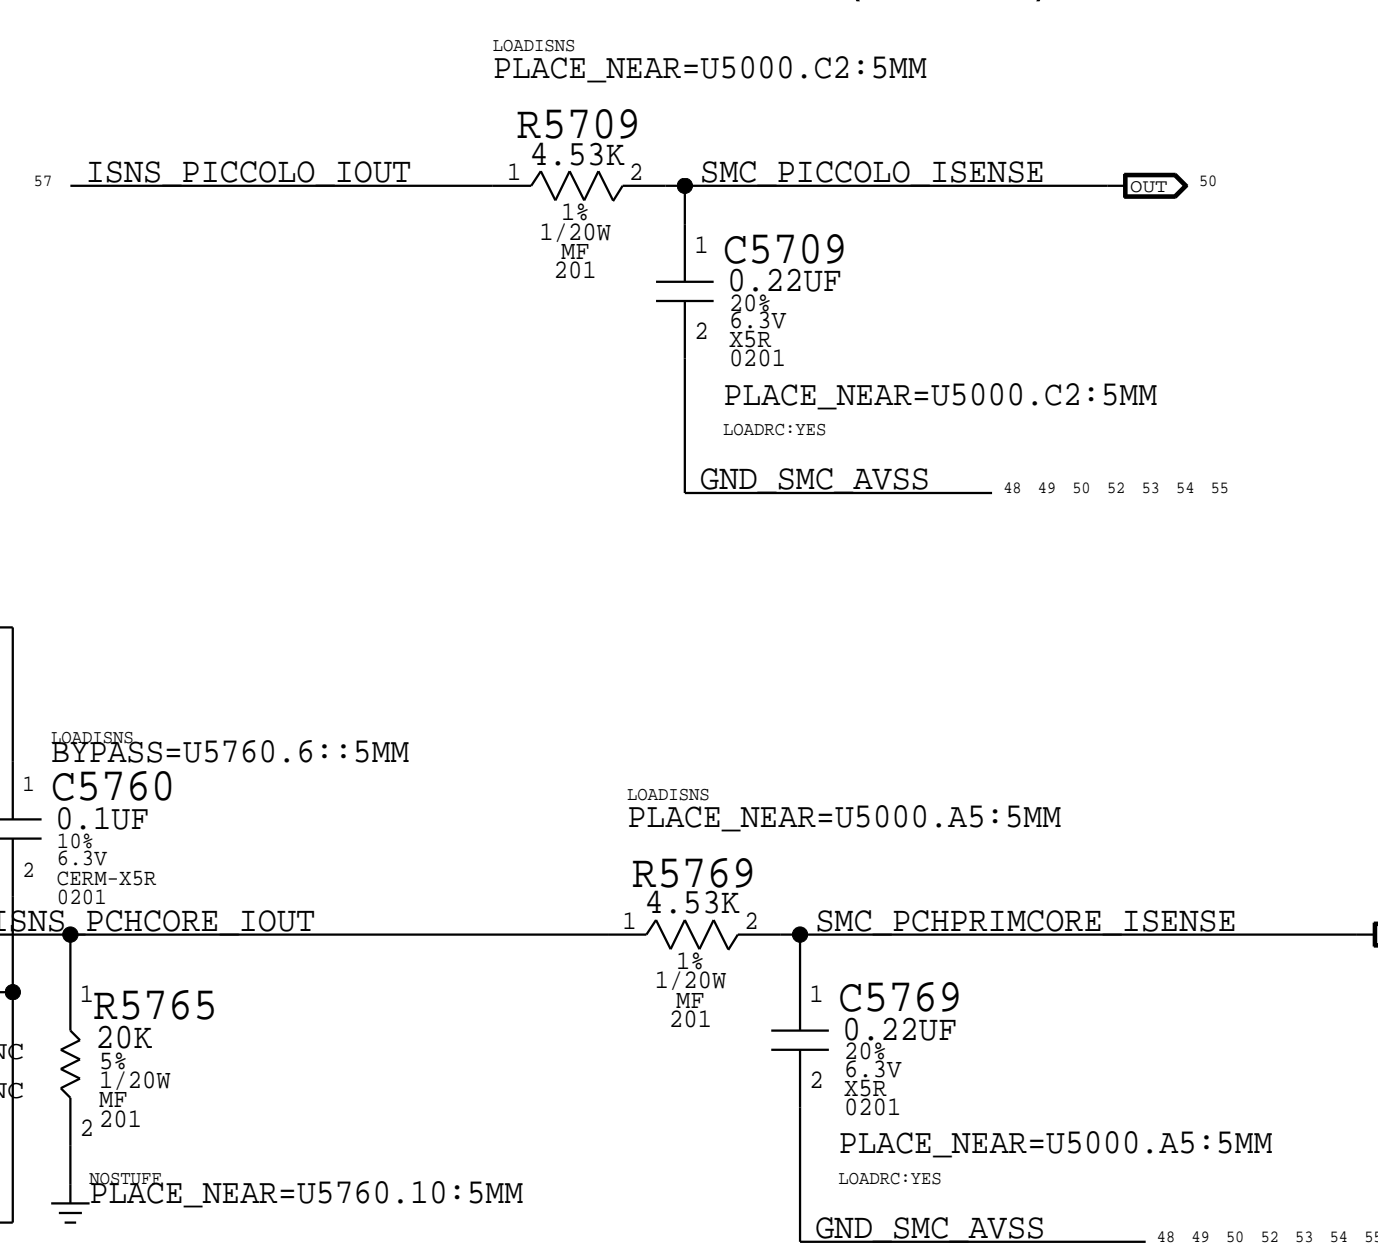 LOADISNS
PLACE_NEAR=U5000.C2:5MM
R5709
4.53K
57 ISNS_PICCOLO_IOUT 1 2 SMC_PICCOLO_ISENSE OUT 50
1%
1/20W
MF
201
1 C5709
0.22UF
20%
6.3V
2 X5R
0201
PLACE_NEAR=U5000.C2:5MM
LOADRC:YES
GND_SMC_AVSS 48 49 50 52 53 54 55
LOADISNS
BYPASS=U5760.6::5MM
1 C5760
0.1UF
10%
6.3V
2 CERM-X5R
0201
LOADISNS
PLACE_NEAR=U5000.A5:5MM
R5769
4.53K
ISNS_PCHCORE_IOUT 1 2 SMC_PCHPRIMCORE_ISENSE
1%
1/20W
MF
201
1 R5765
20K
5%
1/20W
MF
2 201
NC
NC
1 C5769
0.22UF
20%
6.3V
2 X5R
0201
PLACE_NEAR=U5000.A5:5MM
LOADRC:YES
NOSTUFF
PLACE_NEAR=U5760.10:5MM
GND_SMC_AVSS 48 49 50 52 53 54 55